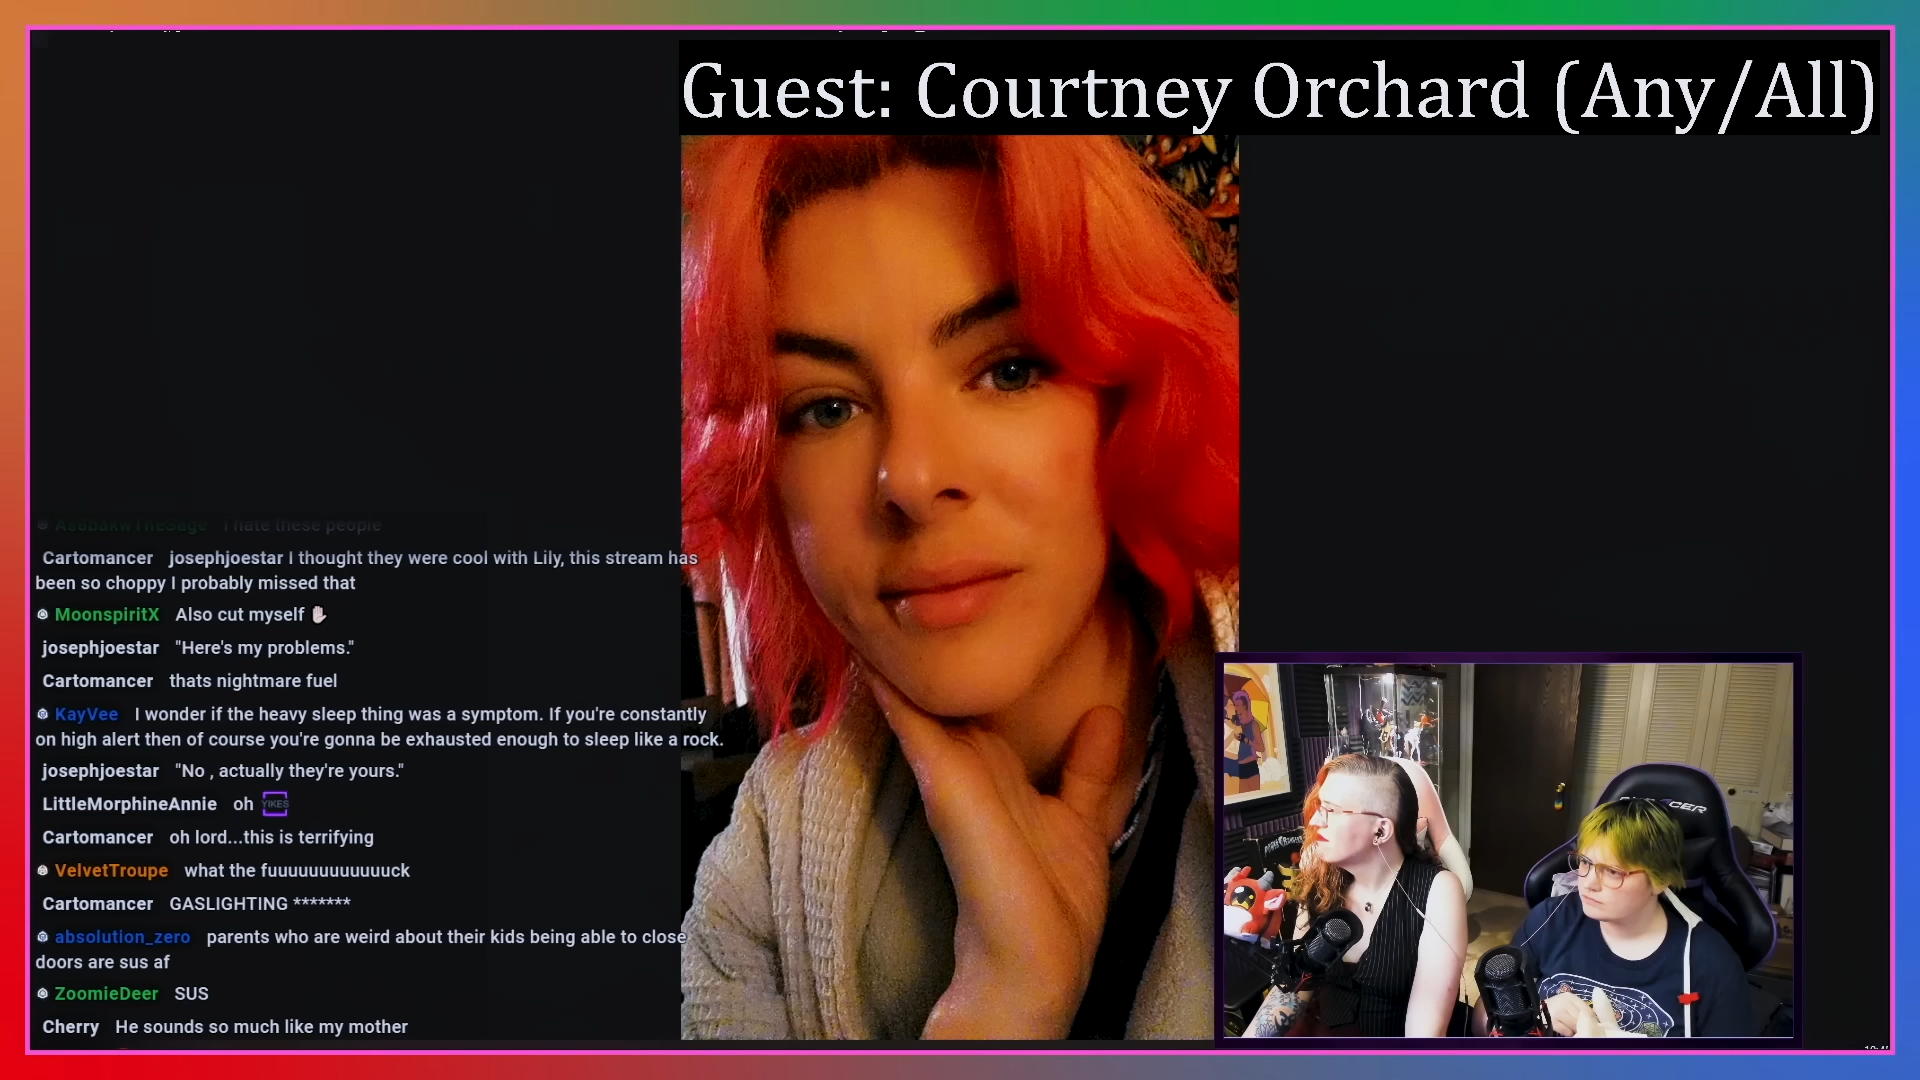 Guest: Courtney Orchard (Any/All)
AsubakwTheSage I hate these people
Cartomancer josephjoestar I thought they were cool with Lily, this stream has
been so choppy I probably missed that
MoonspiritX Also cut myself ✋🏻
josephjoestar "Here's my problems."
Cartomancer thats nightmare fuel
KayVee I wonder if the heavy sleep thing was a symptom. If you're constantly
on high alert then of course you're gonna be exhausted enough to sleep like a rock.
josephjoestar "No , actually they're yours."
LittleMorphineAnnie oh YIKES
Cartomancer oh lord...this is terrifying
VelvetTroupe what the fuuuuuuuuuuuuck
Cartomancer GASLIGHTING *******
absolution_zero parents who are weird about their kids being able to close
doors are sus af
ZoomieDeer SUS
Cherry He sounds so much like my mother